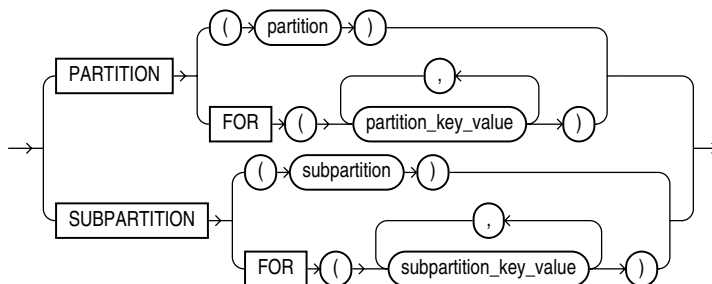 ( partition )
PARTITION
,
FOR ( partition_key_value )
( subpartition )
SUBPARTITION
,
FOR ( subpartition_key_value )